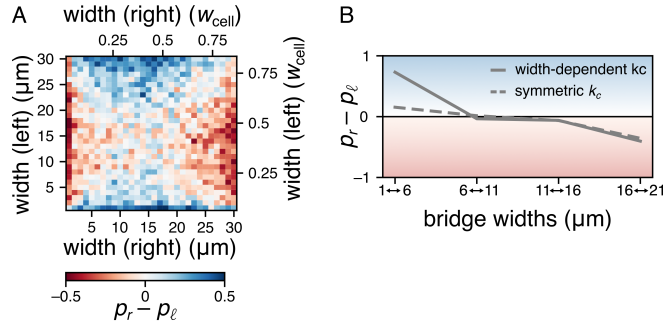 A
width (right) (w_cell)
0.25 0.5 0.75
width (left) (μm)
30
25
20
15
10
5
0.75
0.50
0.25
width (left) (w_cell)
5 10 15 20 25 30
width (right) (μm)
−0.5 0 0.5
p_r − p_ℓ
B
p_r − p_ℓ
1
0
−1
width-dependent kc
symmetric k_c
1↔6 6↔11 11↔16 16↔21
bridge widths (μm)